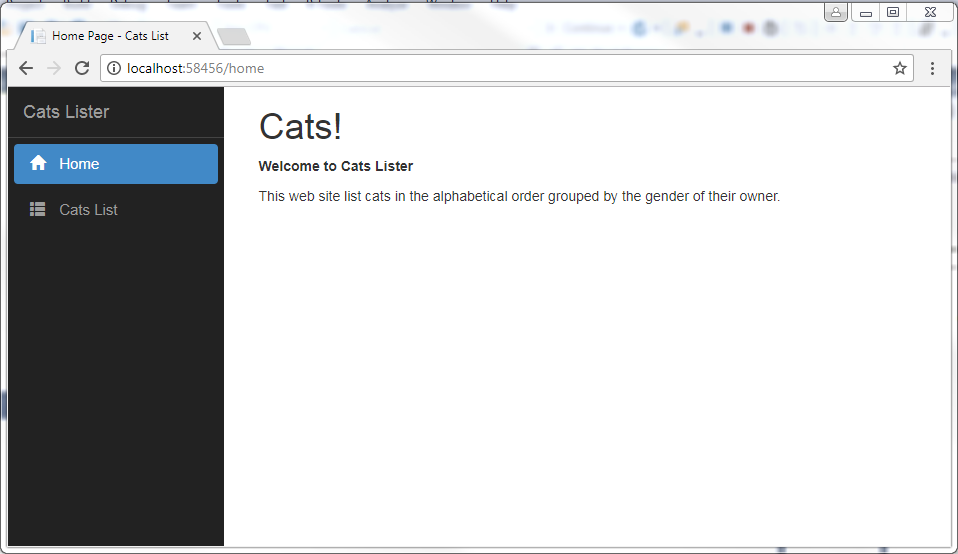 Home Page - Cats List
localhost:58456/home
Cats Lister
Home
Cats List
Cats!
Welcome to Cats Lister
This web site list cats in the alphabetical order grouped by the gender of their owner.